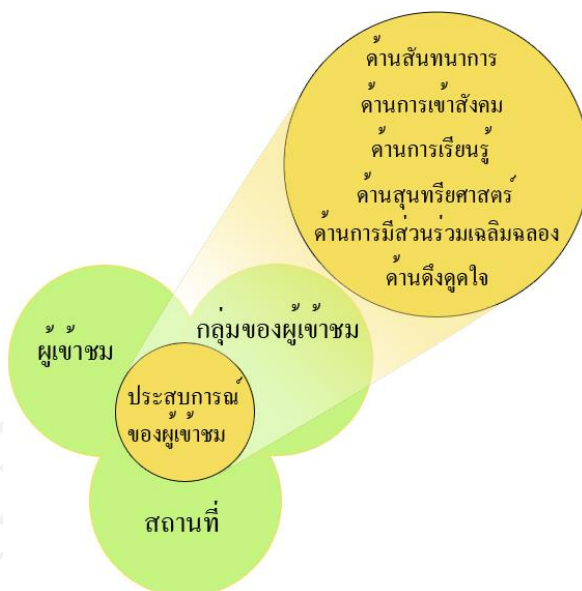 ด้านสันทนาการ
ด้านการเข้าสังคม
ด้านการเรียนรู้
ด้านสุนทรียศาสตร์
ด้านการมีส่วนร่วมเฉลิมฉลอง
ด้านดึงดูดใจ
ผู้เข้าชม
กลุ่มของผู้เข้าชม
ประสบการณ์
ของผู้เข้าชม
สถานที่